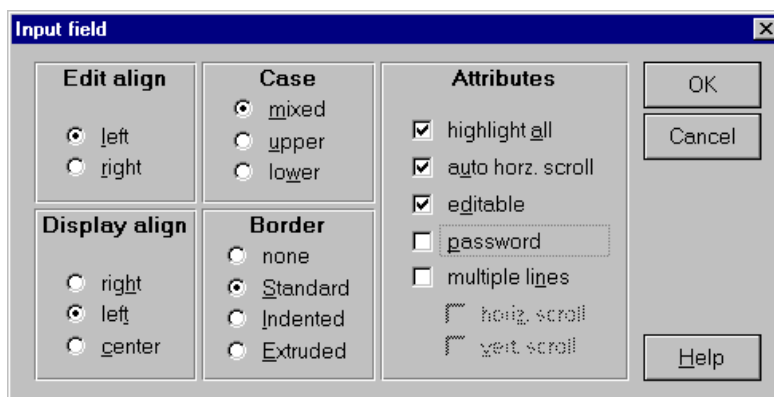 Input field
Edit align
left
right
Case
mixed
upper
lower
Attributes
highlight all
auto horz. scroll
editable
password
multiple lines
horiz. scroll
vert. scroll
Display align
right
left
center
Border
none
Standard
Indented
Extruded
OK
Cancel
Help